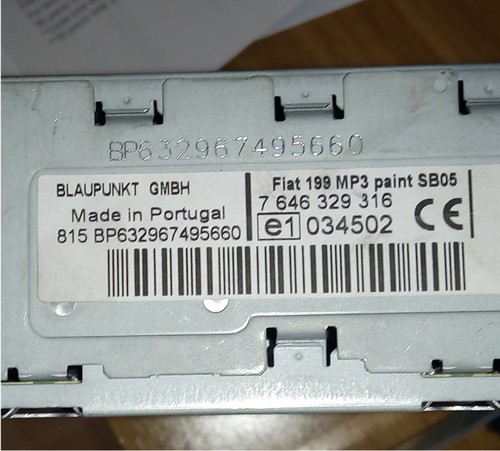 BP632967495660
BLAUPUNKT GMBH
Made in Portugal
815 BP632967495660
Fiat 199 MP3 paint SB05
7 646 329 316
e1 034502 CE